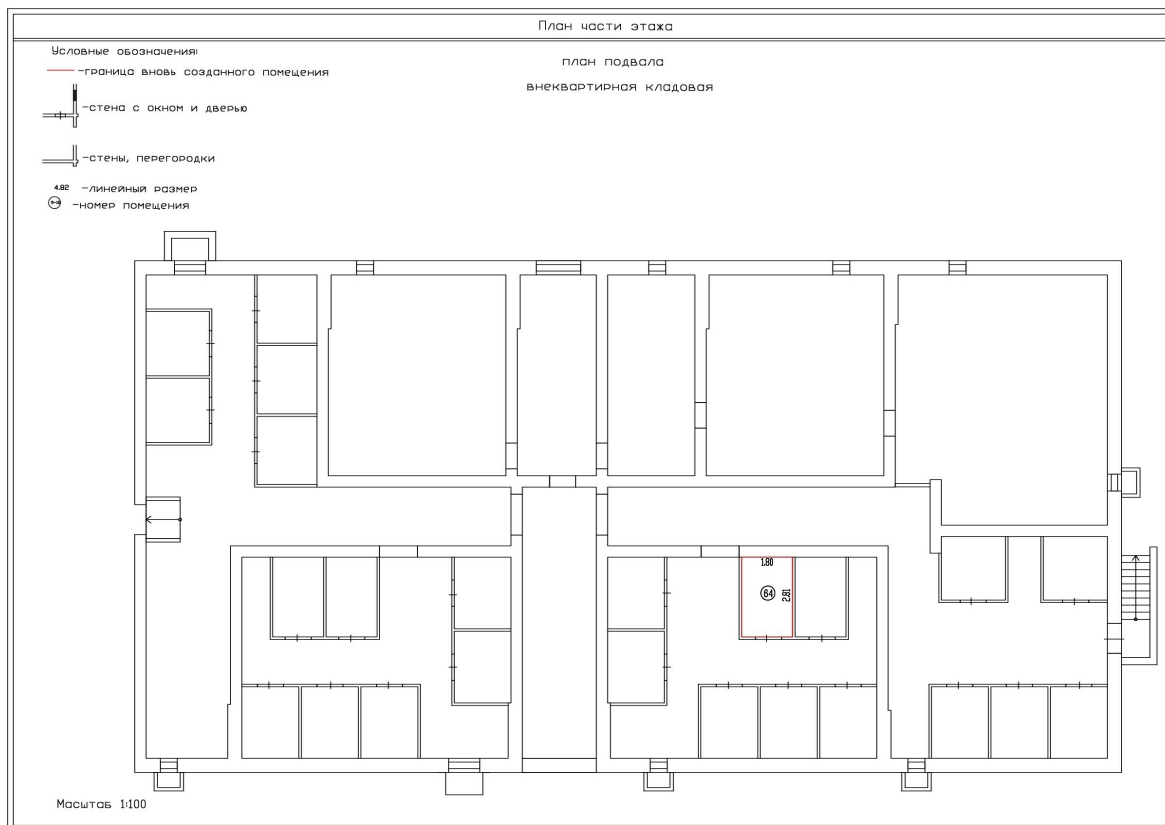 План части этажа
Условные обозначения:
-граница вновь созданного помещения
план подвала
внеквартирная кладовая
-стена с окном и дверью
-стены, перегородки
4.82 -линейный размер
-номер помещения
1.80
64
2.81
Масштаб 1:100